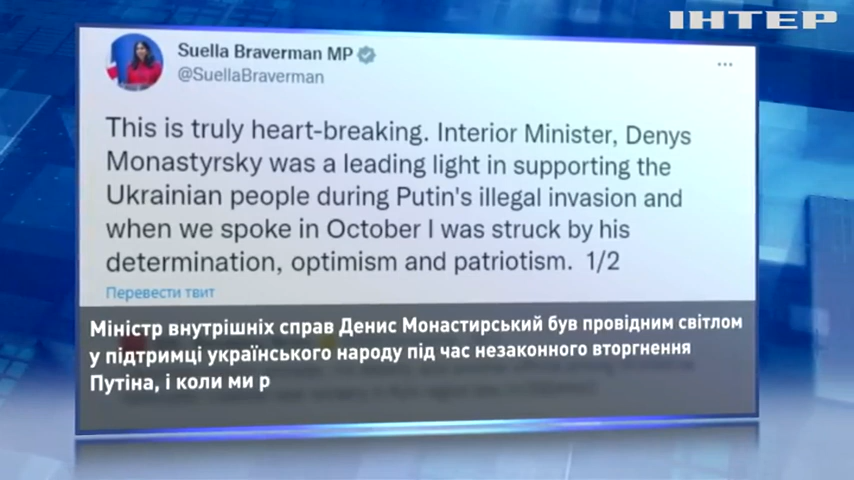 ІНТЕР
Suella Braverman MP
@SuellaBraverman
This is truly heart-breaking. Interior Minister, Denys
Monastyrsky was a leading light in supporting the
Ukrainian people during Putin's illegal invasion and
when we spoke in October I was struck by his
determination, optimism and patriotism. 1/2
Перевести твит
Міністр внутрішніх справ Денис Монастирський був провідним світлом
у підтримці українського народу під час незаконного вторгнення
Путіна, і коли ми р